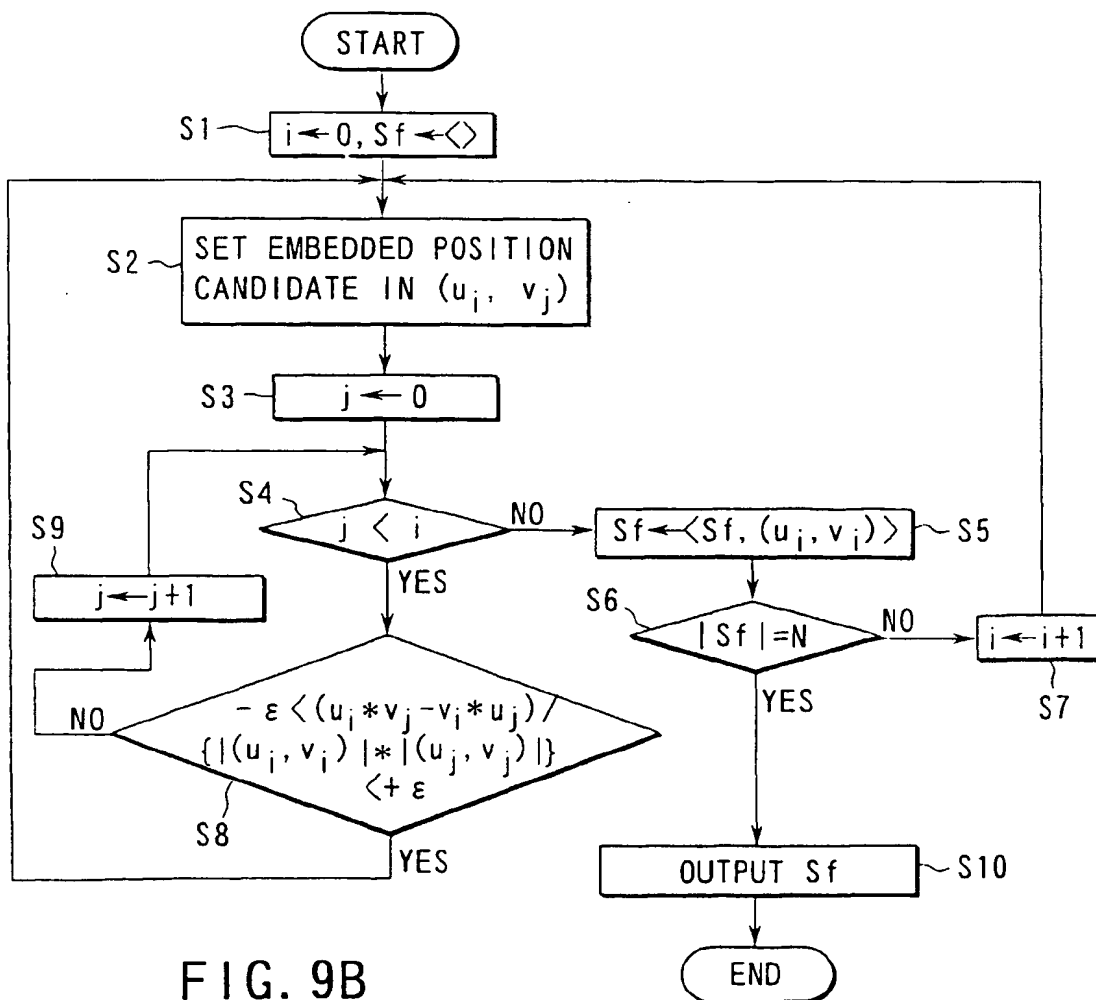 START
S1
i←0, Sf←<>
S2
SET EMBEDDED POSITION
CANDIDATE IN (u_i, v_j)
S3
j←0
S4
j < i
NO
YES
S5
Sf←<Sf, (u_i, v_i)>
S9
j←j+1
S6
|Sf|=N
NO
YES
i←i+1
S7
-ε<(u_i*v_j-v_i*u_j)/
{|(u_i, v_i)|*|(u_j, v_j)|}
<+ε
NO
S8
YES
OUTPUT Sf
S10
END
FIG. 9B